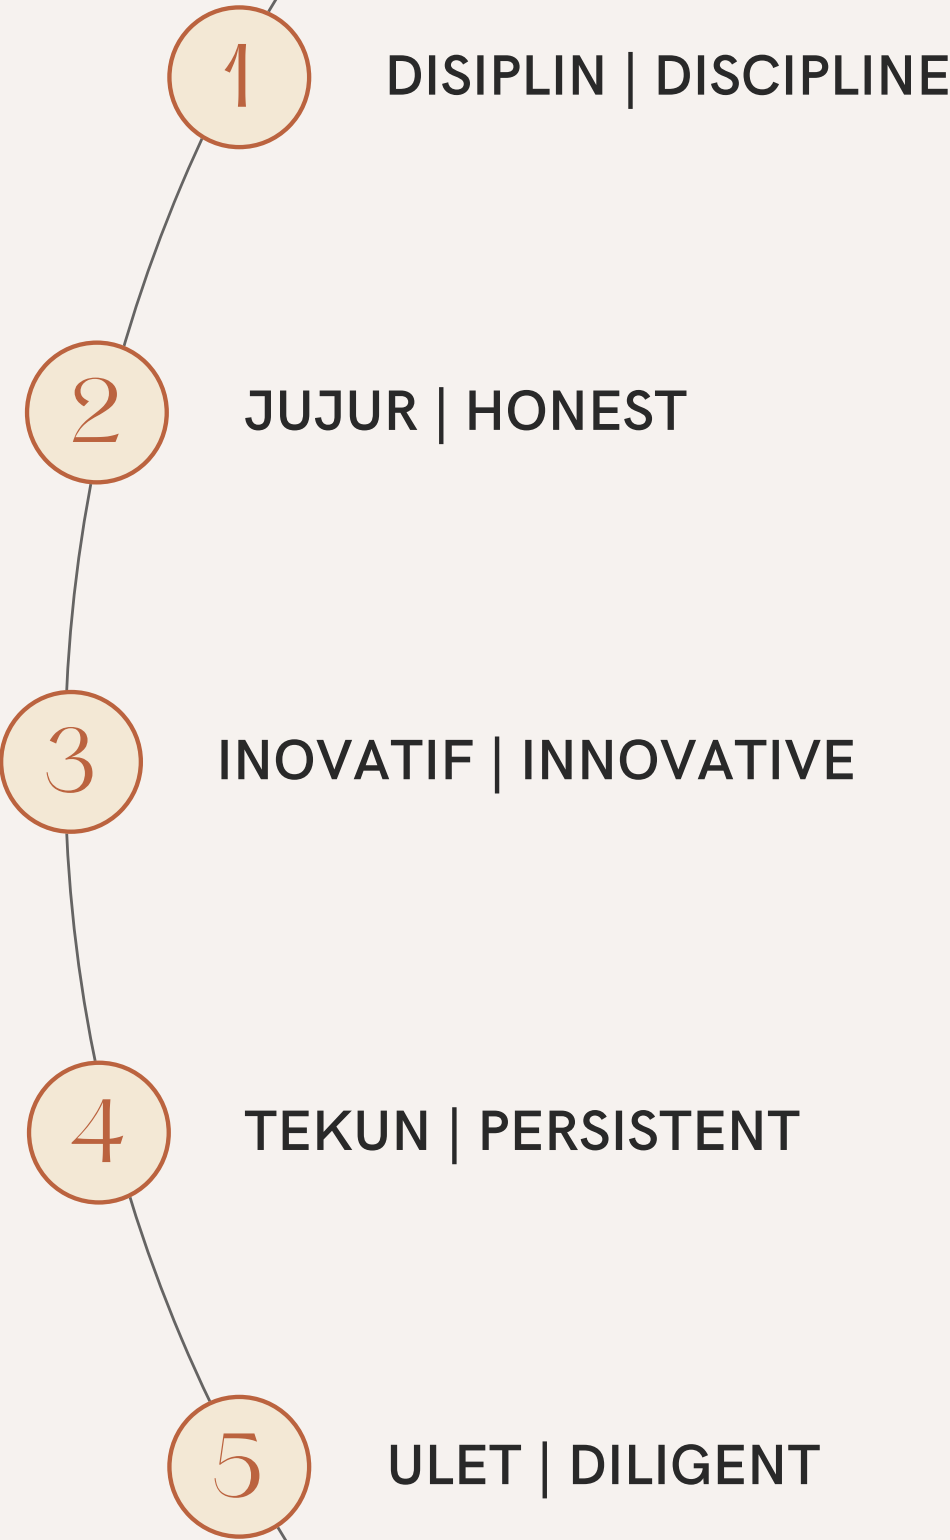 1
DISIPLIN | DISCIPLINE
2
JUJUR | HONEST
3
INOVATIF | INNOVATIVE
4
TEKUN | PERSISTENT
5
ULET | DILIGENT